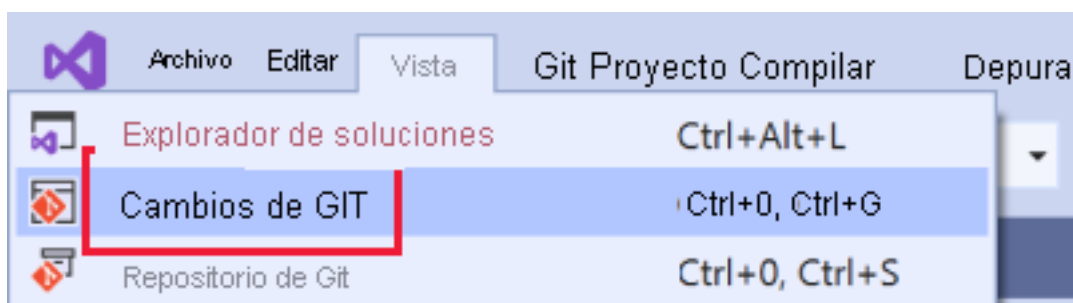 Archivo Editar Vista Git Proyecto Compilar Depura
Explorador de soluciones Ctrl+Alt+L
Cambios de GIT Ctrl+0, Ctrl+G
Repositorio de Git Ctrl+0, Ctrl+S